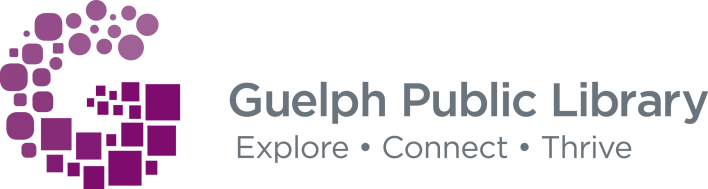 Guelph Public Library
Explore • Connect • Thrive